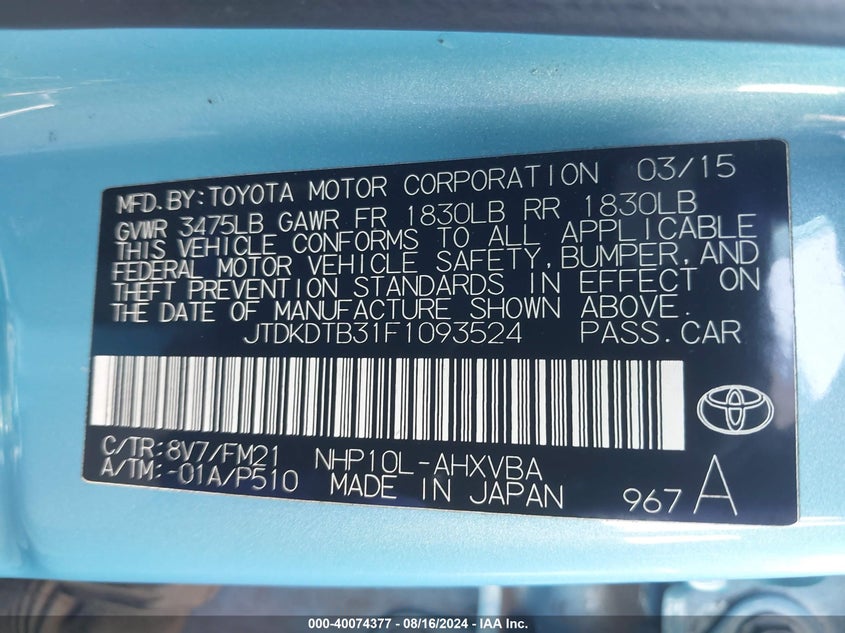 MFD. BY: TOYOTA MOTOR CORPORATION 03/15
GVWR 3475LB GAWR FR 1830LB RR 1830LB
THIS VEHICLE CONFORMS TO ALL APPLICABLE
FEDERAL MOTOR VEHICLE SAFETY, BUMPER, AND
THEFT PREVENTION STANDARDS IN EFFECT ON
THE DATE OF MANUFACTURE SHOWN ABOVE.
JTDKDTB31F1093524 PASS. CAR
C/TR: 8V7/FM21 NHP10L-AHXVBA
A/TM: -01A/P510 MADE IN JAPAN 967 A
000-40074377 - 08/16/2024 - IAA Inc.